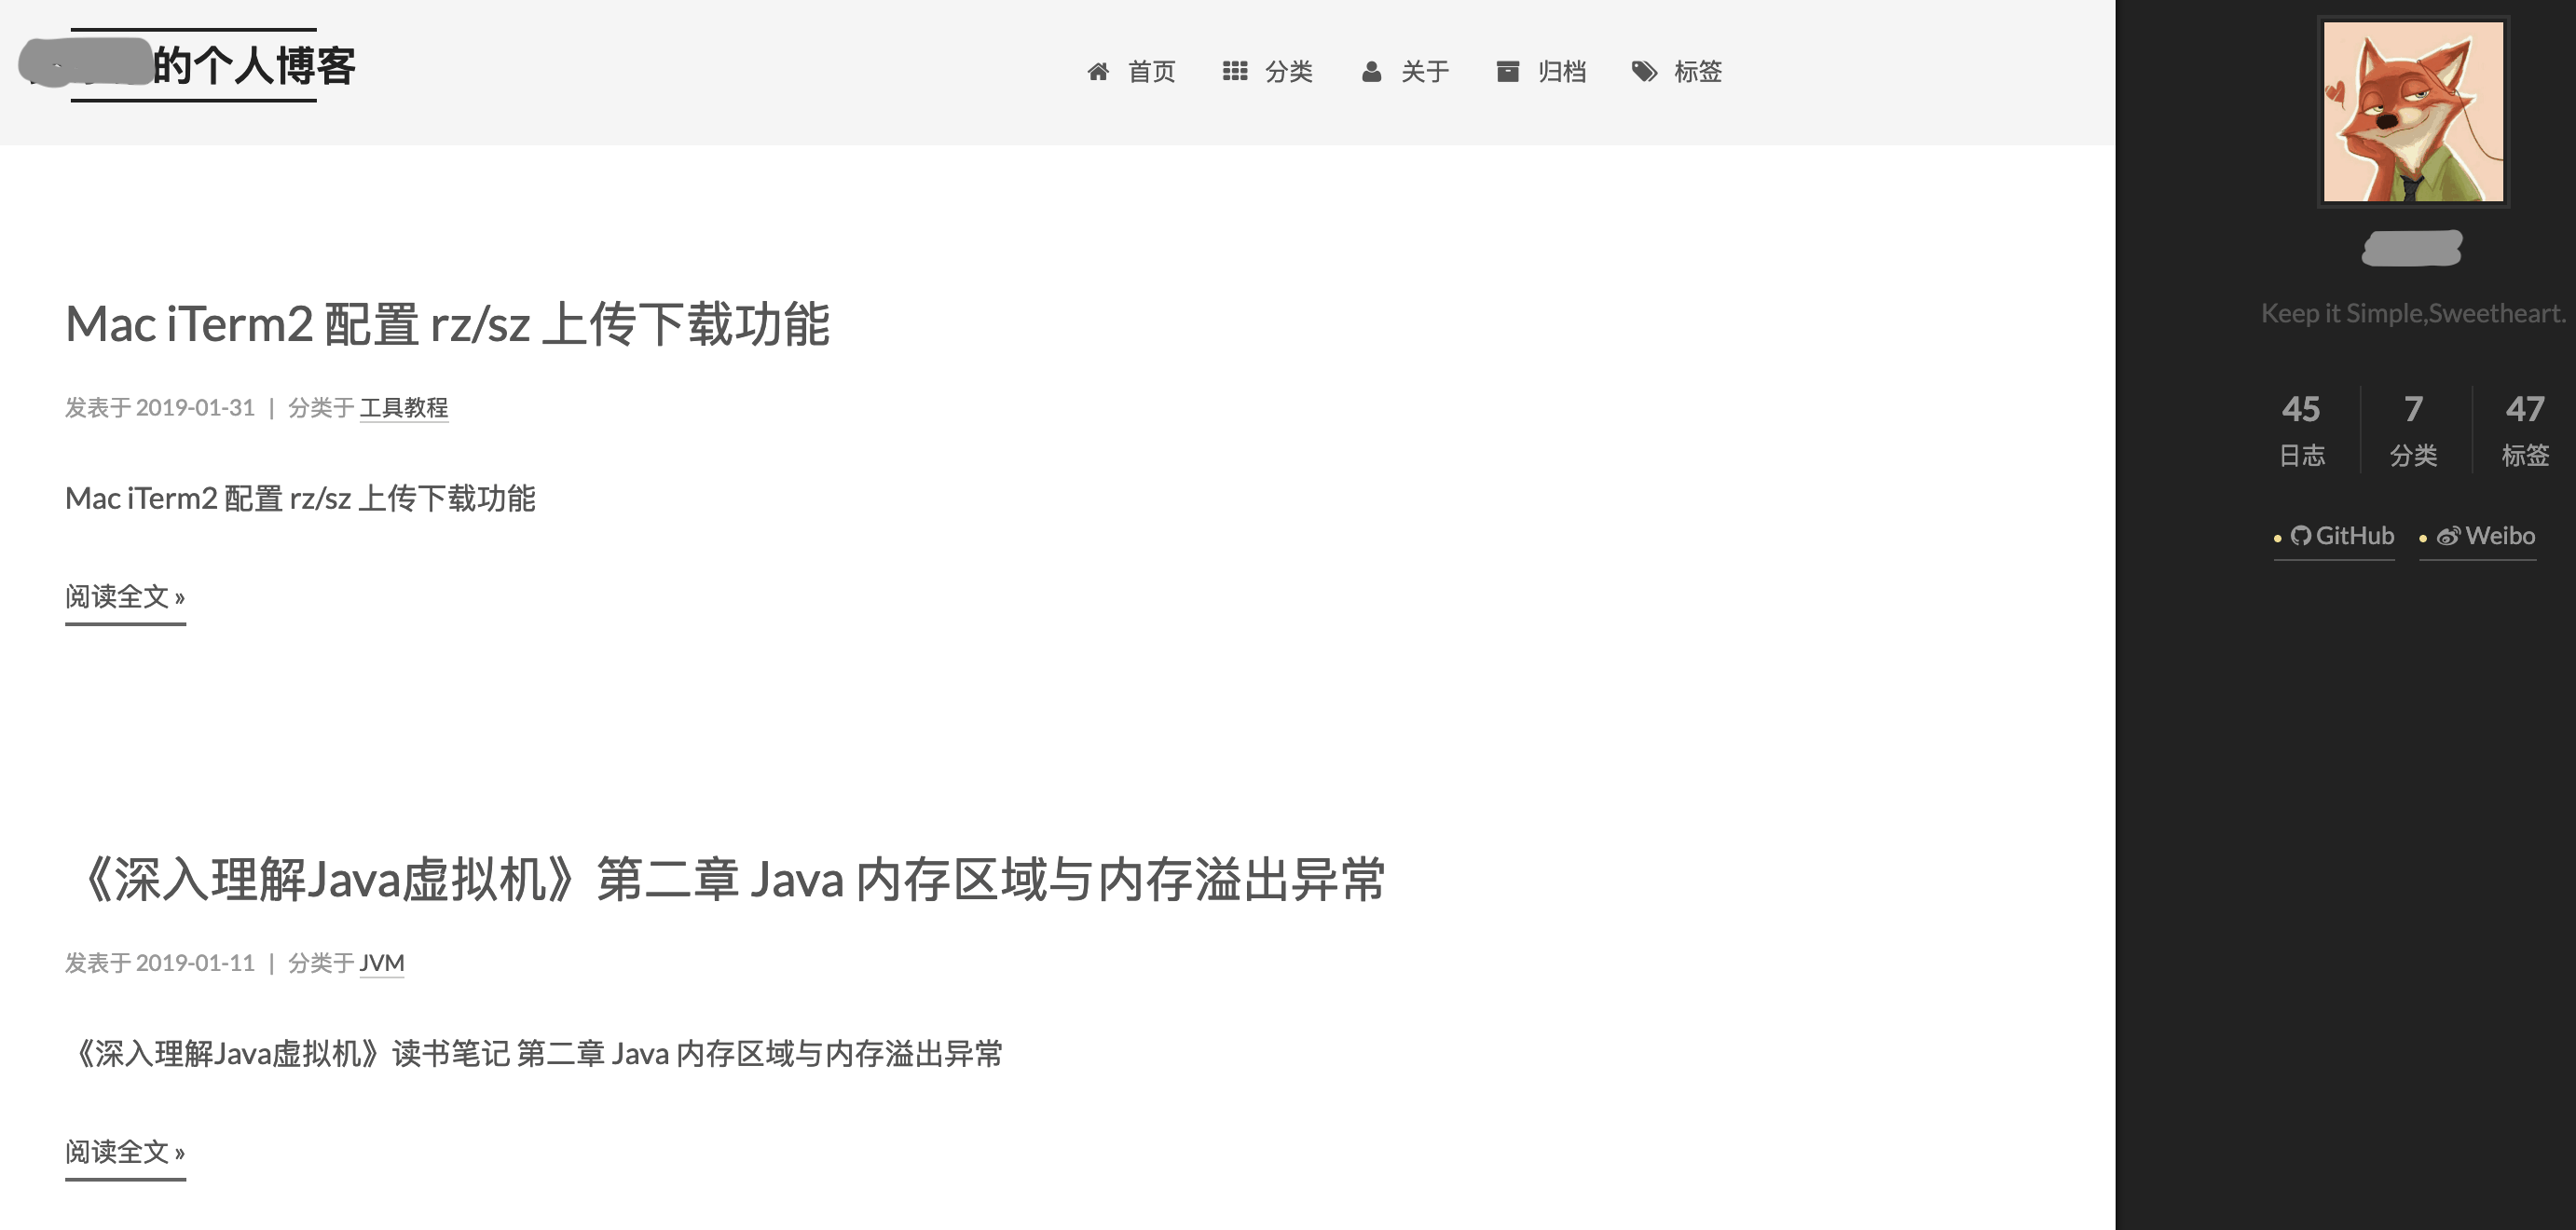 的个人博客
首页 分类 关于 归档 标签
Mac iTerm2 配置 rz/sz 上传下载功能
发表于 2019-01-31 | 分类于 工具教程
Mac iTerm2 配置 rz/sz 上传下载功能
阅读全文 »
《深入理解Java虚拟机》第二章 Java 内存区域与内存溢出异常
发表于 2019-01-11 | 分类于 JVM
《深入理解Java虚拟机》读书笔记 第二章 Java 内存区域与内存溢出异常
阅读全文 »
Keep it Simple,Sweetheart.
45 7 47
日志 分类 标签
GitHub Weibo